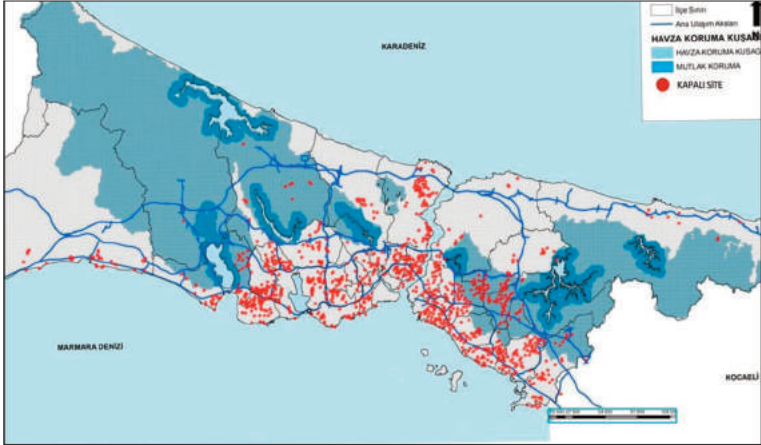 İlçe Sınırı
Ana Ulaşım Aksları
HAVZA KORUMA KUŞAĞI
HAVZA KORUMA KUŞAĞ
MUTLAK KORUMA
KAPALI SİTE
N
KARADENİZ
MARMARA DENİZİ
KOCAELİ